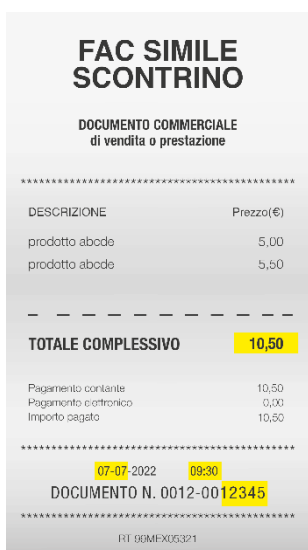 FAC SIMILE
SCONTRINO
DOCUMENTO COMMERCIALE
di vendita o prestazione
********************************************
DESCRIZIONE Prezzo(€)
prodotto abcde 5,00
prodotto abcde 5,50
— — — — — — — — — — — —
TOTALE COMPLESSIVO 10,50
Pagamento contante 10,50
Pagamento elettronico 0,00
Importo pagato 10,50
********************************************
07-07-2022 09:30
DOCUMENTO N. 0012-0012345
********************************************
RT 99MEX05321